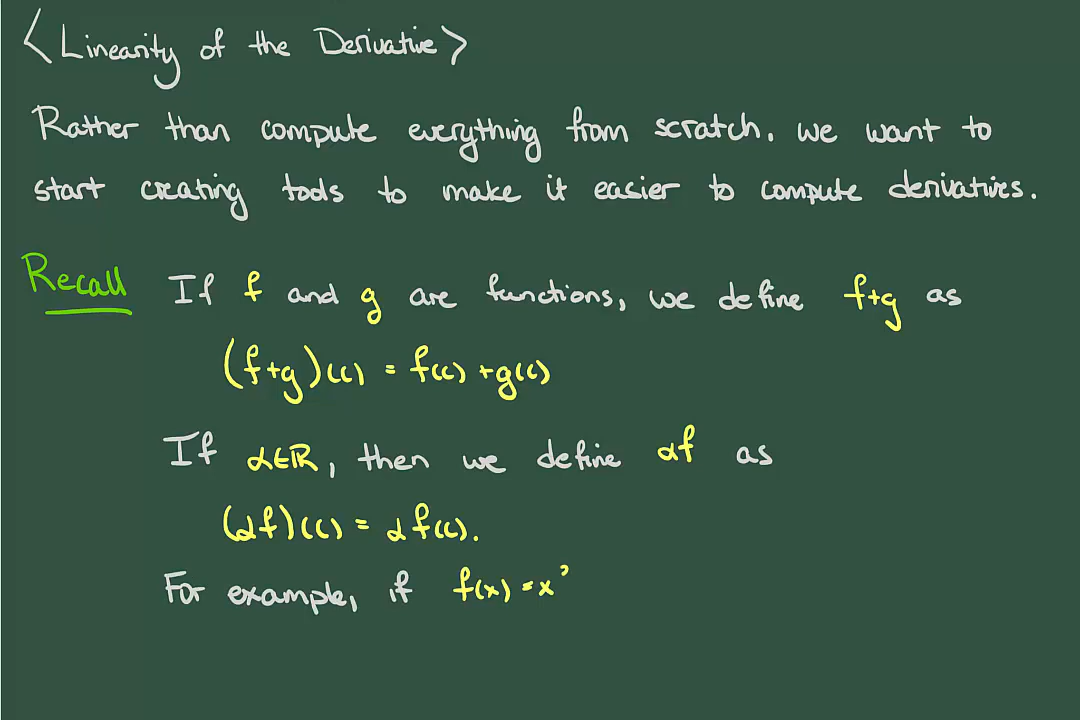 <Linearity of the Derivative>
Rather than compute everything from scratch, we want to
start creating tools to make it easier to compute derivatives.
Recall If f and g are functions, we define f+g as
(f+g)(c) = f(c)+g(c)
If α∈ℝ, then we define αf as
(αf)(c) = αf(c).
For example, if f(x)=x